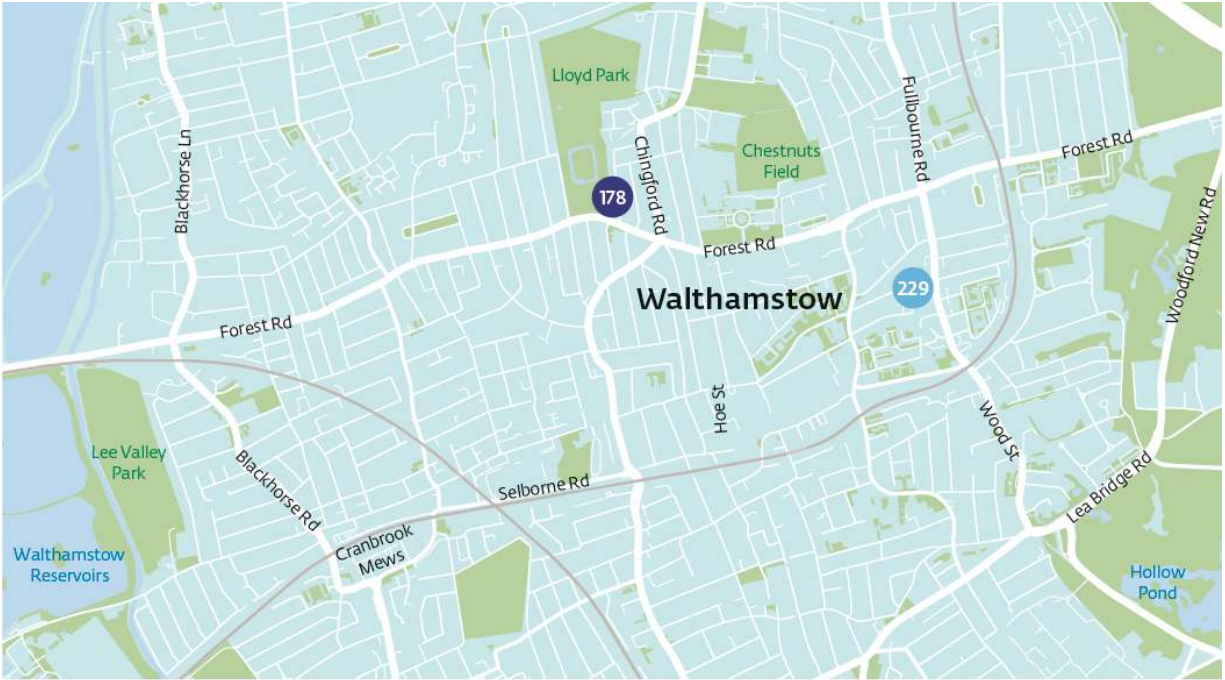 Lloyd Park
Blackhorse Ln
Chingford Rd
Fullbourne Rd
Chestnuts
Field
Forest Rd
178
Forest Rd
Woodford New Rd
229
Walthamstow
Forest Rd
Hoe St
Wood St
Lee Valley
Park
Blackhorse Rd
Selborne Rd
Lea Bridge Rd
Cranbrook
Mews
Walthamstow
Reservoirs
Hollow
Pond